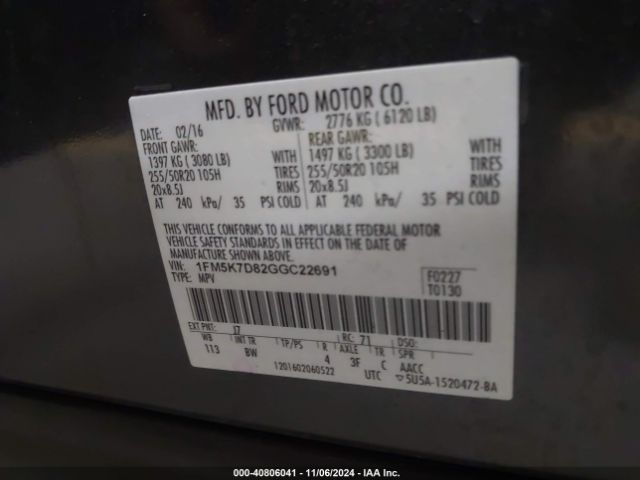 MFD. BY FORD MOTOR CO.
DATE: 02/16 GVWR: 2776 KG ( 6120 LB)
FRONT GAWR: REAR GAWR:
1397 KG ( 3080 LB) WITH 1497 KG ( 3300 LB) WITH
255/50R20 105H TIRES 255/50R20 105H TIRES
20x8.5J RIMS 20x8.5J RIMS
AT 240 kPa/ 35 PSI COLD AT 240 kPa/ 35 PSI COLD
THIS VEHICLE CONFORMS TO ALL APPLICABLE FEDERAL MOTOR
VEHICLE SAFETY STANDARDS IN EFFECT ON THE DATE OF
MANUFACTURE SHOWN ABOVE.
VIN: 1FM5K7D82GGC22691 F0227
TYPE: MPV T0130
EXT PNT: J7 RC: 71 DSO:
WB INT TR TP/PS R AXLE TR SPR
113 BW 4 3F C AACC
1201602060522 UTC ▽5U5A-1520472-BA
000-40806041 - 11/06/2024 - IAA Inc.